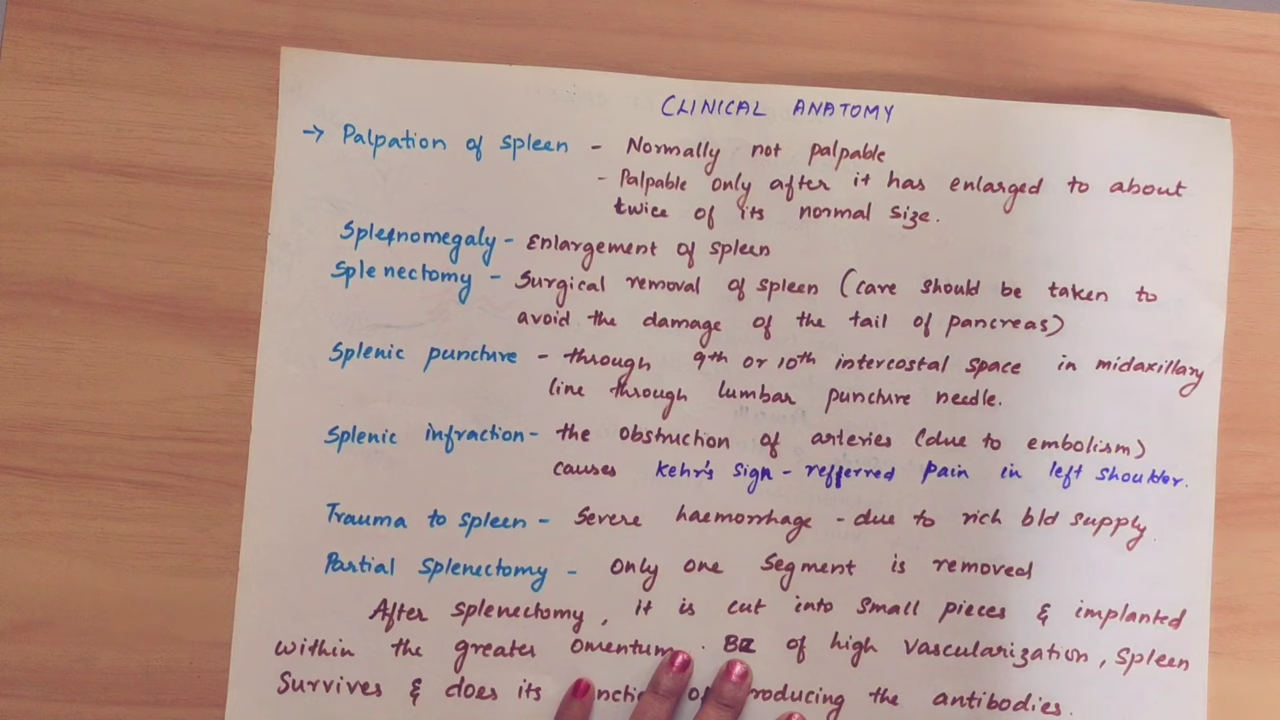 CLINICAL ANATOMY
→ Palpation of spleen - Normally not palpable
- Palpable only after it has enlarged to about
twice of its normal size.
Spleenomegaly - Enlargement of spleen
Splenectomy - Surgical removal of spleen (care should be taken to
avoid the damage of the tail of pancreas)
Splenic puncture - through 9th or 10th intercostal space in midaxillary
line through lumbar puncture needle.
Splenic infraction - the obstruction of arteries (due to embolism)
causes kehr's sign - refferred pain in left shoulder.
Trauma to spleen - Severe haemorrhage - due to rich bld supply.
Partial Splenectomy - Only one Segment is removed
After splenectomy, it is cut into small pieces & implanted
within the greater omentum. Bz of high vascularization, spleen
Survives & does its of the antibodies.